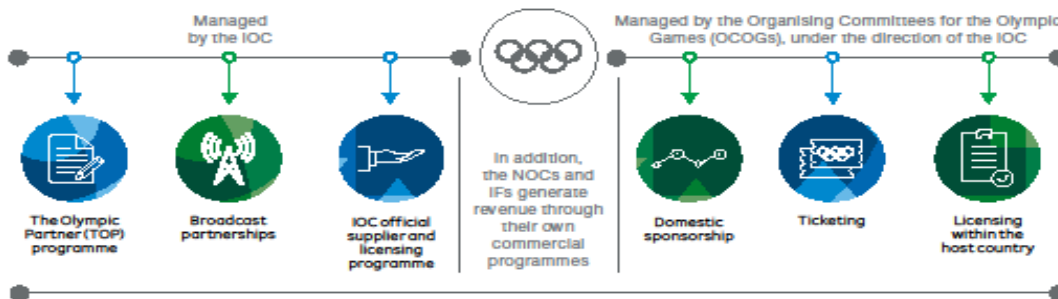 Managed
by the IOC
Managed by the Organising Committees for the Olympic
Games (OCOGs), under the direction of the IOC
In addition,
the NOCs and
IFs generate
revenue through
their own
commercial
programmes
The Olympic
Partner (TOP)
programme
Broadcast
partnerships
IOC official
supplier and
licensing
programme
Domestic
sponsorship
Ticketing
Licensing
within the
host country